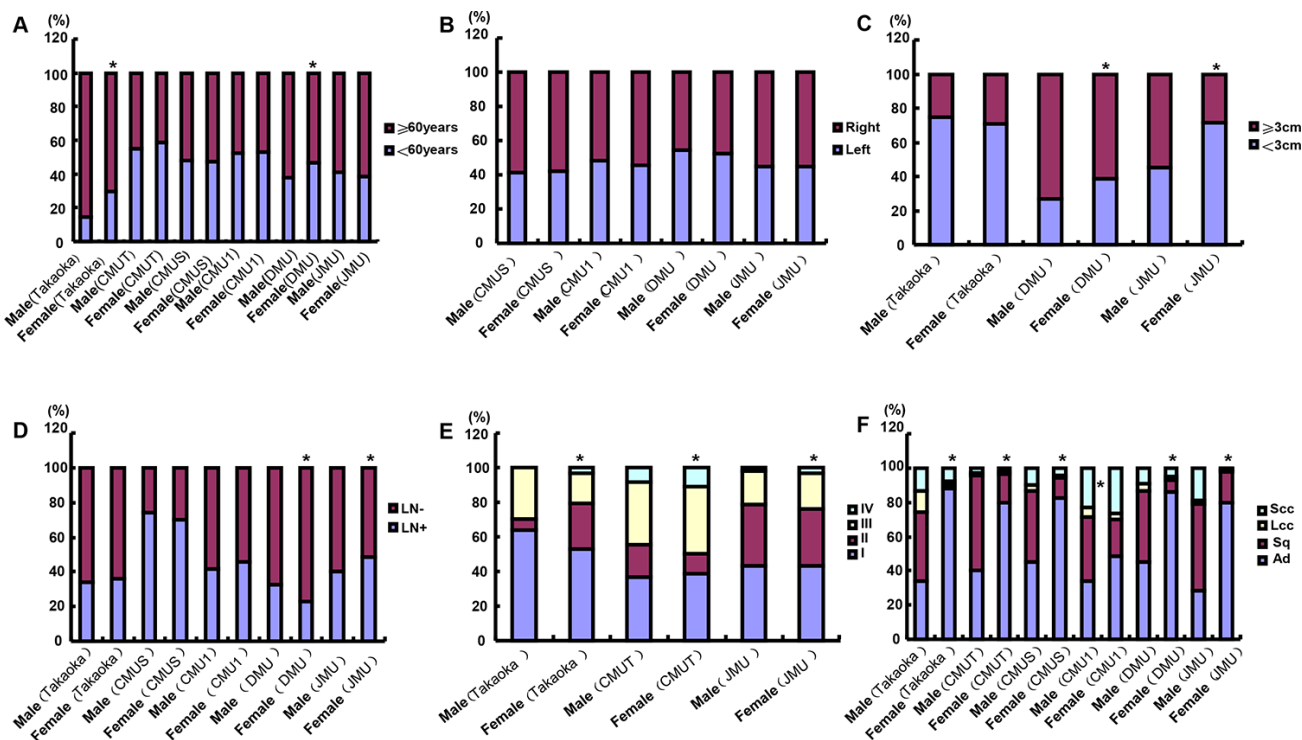 A
(%)
120
100
80
60
40
20
0
*
*
⩾60years
<60years
Male(Takaoka)
Female(Takaoka)
Male(CMUT)
Female(CMUT)
Male(CMUS)
Female(CMUS)
Male(CMU1)
Female(CMU1)
Male(DMU)
Female(DMU)
Male(JMU)
Female(JMU)
B
(%)
120
100
80
60
40
20
0
Right
Left
Male(CMUS)
Female(CMUS)
Male(CMU1)
Female(CMU1)
Male(DMU)
Female(DMU)
Male(JMU)
Female(JMU)
C
(%)
120
100
80
60
40
20
0
*
*
⩾3cm
<3cm
Male(Takaoka)
Female(Takaoka)
Male(DMU)
Female(DMU)
Male(JMU)
Female(JMU)
D
(%)
120
100
80
60
40
20
0
*
*
LN-
LN+
Male(Takaoka)
Female(Takaoka)
Male(CMUS)
Female(CMUS)
Male(CMU1)
Female(CMU1)
Male(DMU)
Female(DMU)
Male(JMU)
Female(JMU)
E
(%)
120
100
80
60
40
20
0
*
*
*
IV
III
II
I
Male(Takaoka)
Female(Takaoka)
Male(CMUT)
Female(CMUT)
Male(JMU)
Female(JMU)
F
(%)
120
100
80
60
40
20
0
*
*
*
*
*
*
Scc
Lcc
Sq
Ad
Male(Takaoka)
Female(Takaoka)
Male(CMUT)
Female(CMUT)
Male(CMUS)
Female(CMUS)
Male(CMU1)
Female(CMU1)
Male(DMU)
Female(DMU)
Male(JMU)
Female(JMU)